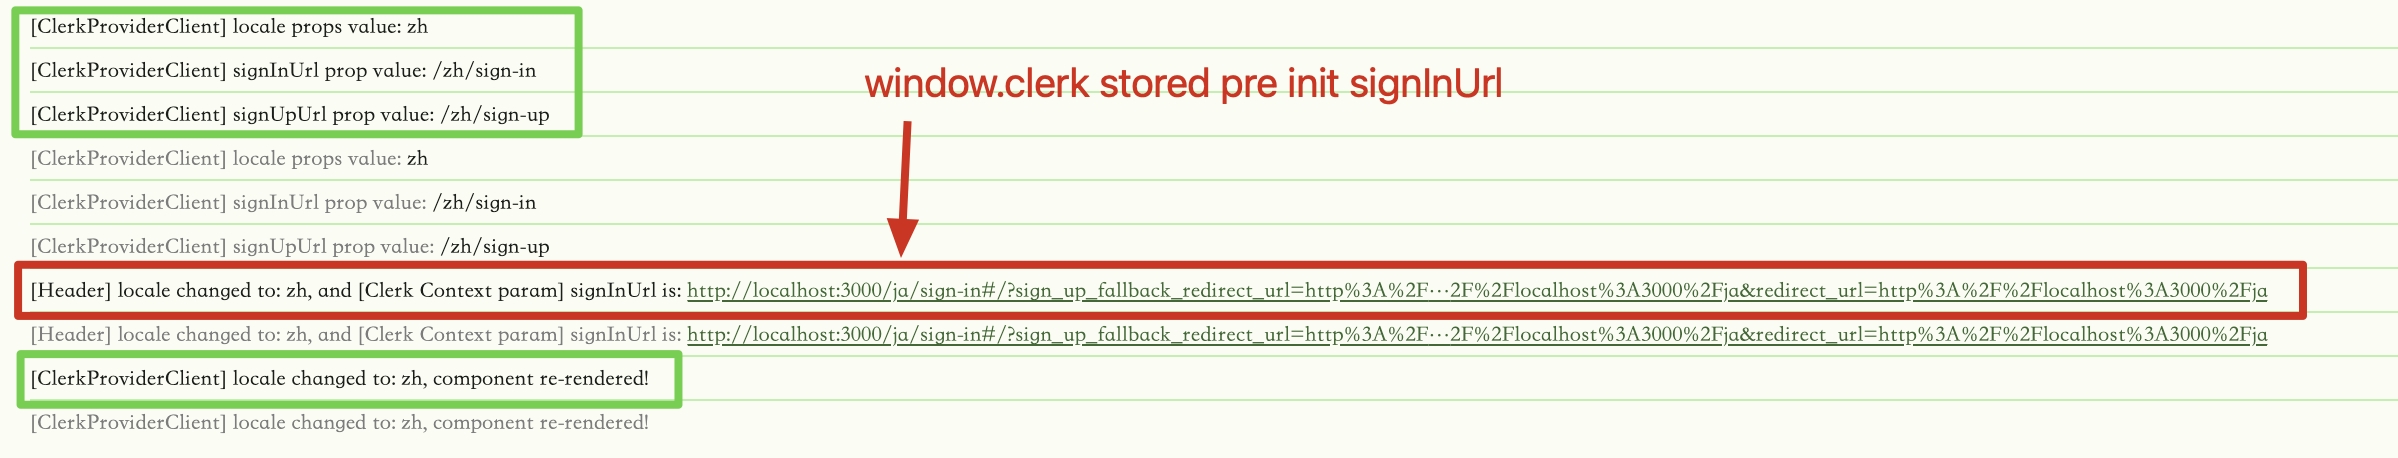 [ClerkProviderClient] locale props value: zh
[ClerkProviderClient] signInUrl prop value: /zh/sign-in
window.clerk stored pre init signInUrl
[ClerkProviderClient] signUpUrl prop value: /zh/sign-up
[ClerkProviderClient] locale props value: zh
[ClerkProviderClient] signInUrl prop value: /zh/sign-in
[ClerkProviderClient] signUpUrl prop value: /zh/sign-up
[Header] locale changed to: zh, and [Clerk Context param] signInUrl is: http://localhost:3000/ja/sign-in#/?sign_up_fallback_redirect_url=http%3A%2F…2F%2Flocalhost%3A3000%2Fja&redirect_url=http%3A%2F%2Flocalhost%3A3000%2Fja
[Header] locale changed to: zh, and [Clerk Context param] signInUrl is: http://localhost:3000/ja/sign-in#/?sign_up_fallback_redirect_url=http%3A%2F…2F%2Flocalhost%3A3000%2Fja&redirect_url=http%3A%2F%2Flocalhost%3A3000%2Fja
[ClerkProviderClient] locale changed to: zh, component re-rendered!
[ClerkProviderClient] locale changed to: zh, component re-rendered!